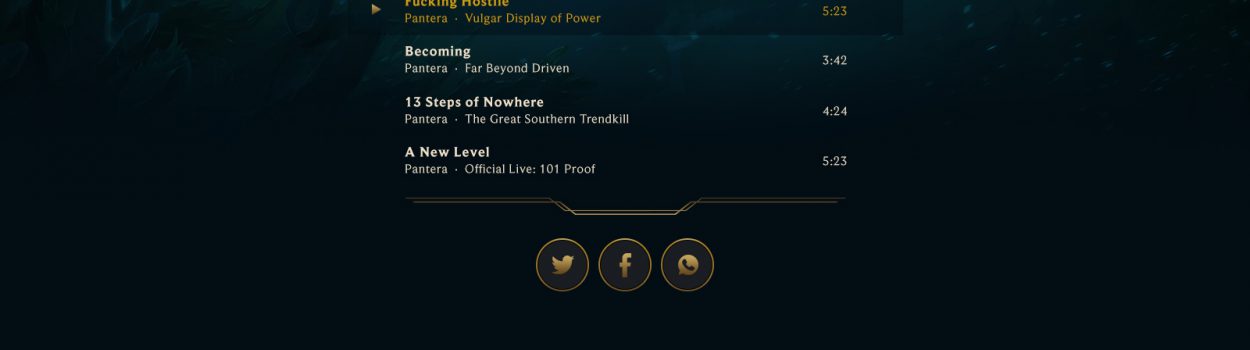 Fucking Hostile
Pantera · Vulgar Display of Power
5:23
Becoming
Pantera · Far Beyond Driven
3:42
13 Steps of Nowhere
Pantera · The Great Southern Trendkill
4:24
A New Level
Pantera · Official Live: 101 Proof
5:23